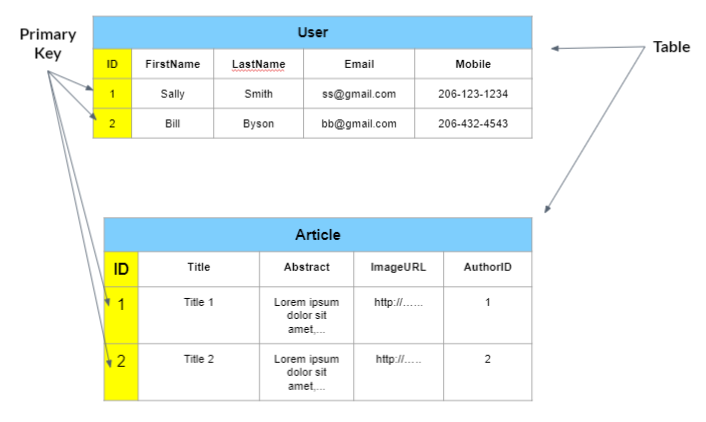 Primary
Key
Table
User
ID FirstName LastName Email Mobile
1 Sally Smith ss@gmail.com 206-123-1234
2 Bill Byson bb@gmail.com 206-432-4543
Article
ID Title Abstract ImageURL AuthorID
1 Title 1 Lorem ipsum http://...... 1
dolor sit
amet,...
2 Title 2 Lorem ipsum http://..... 2
dolor sit
amet,...